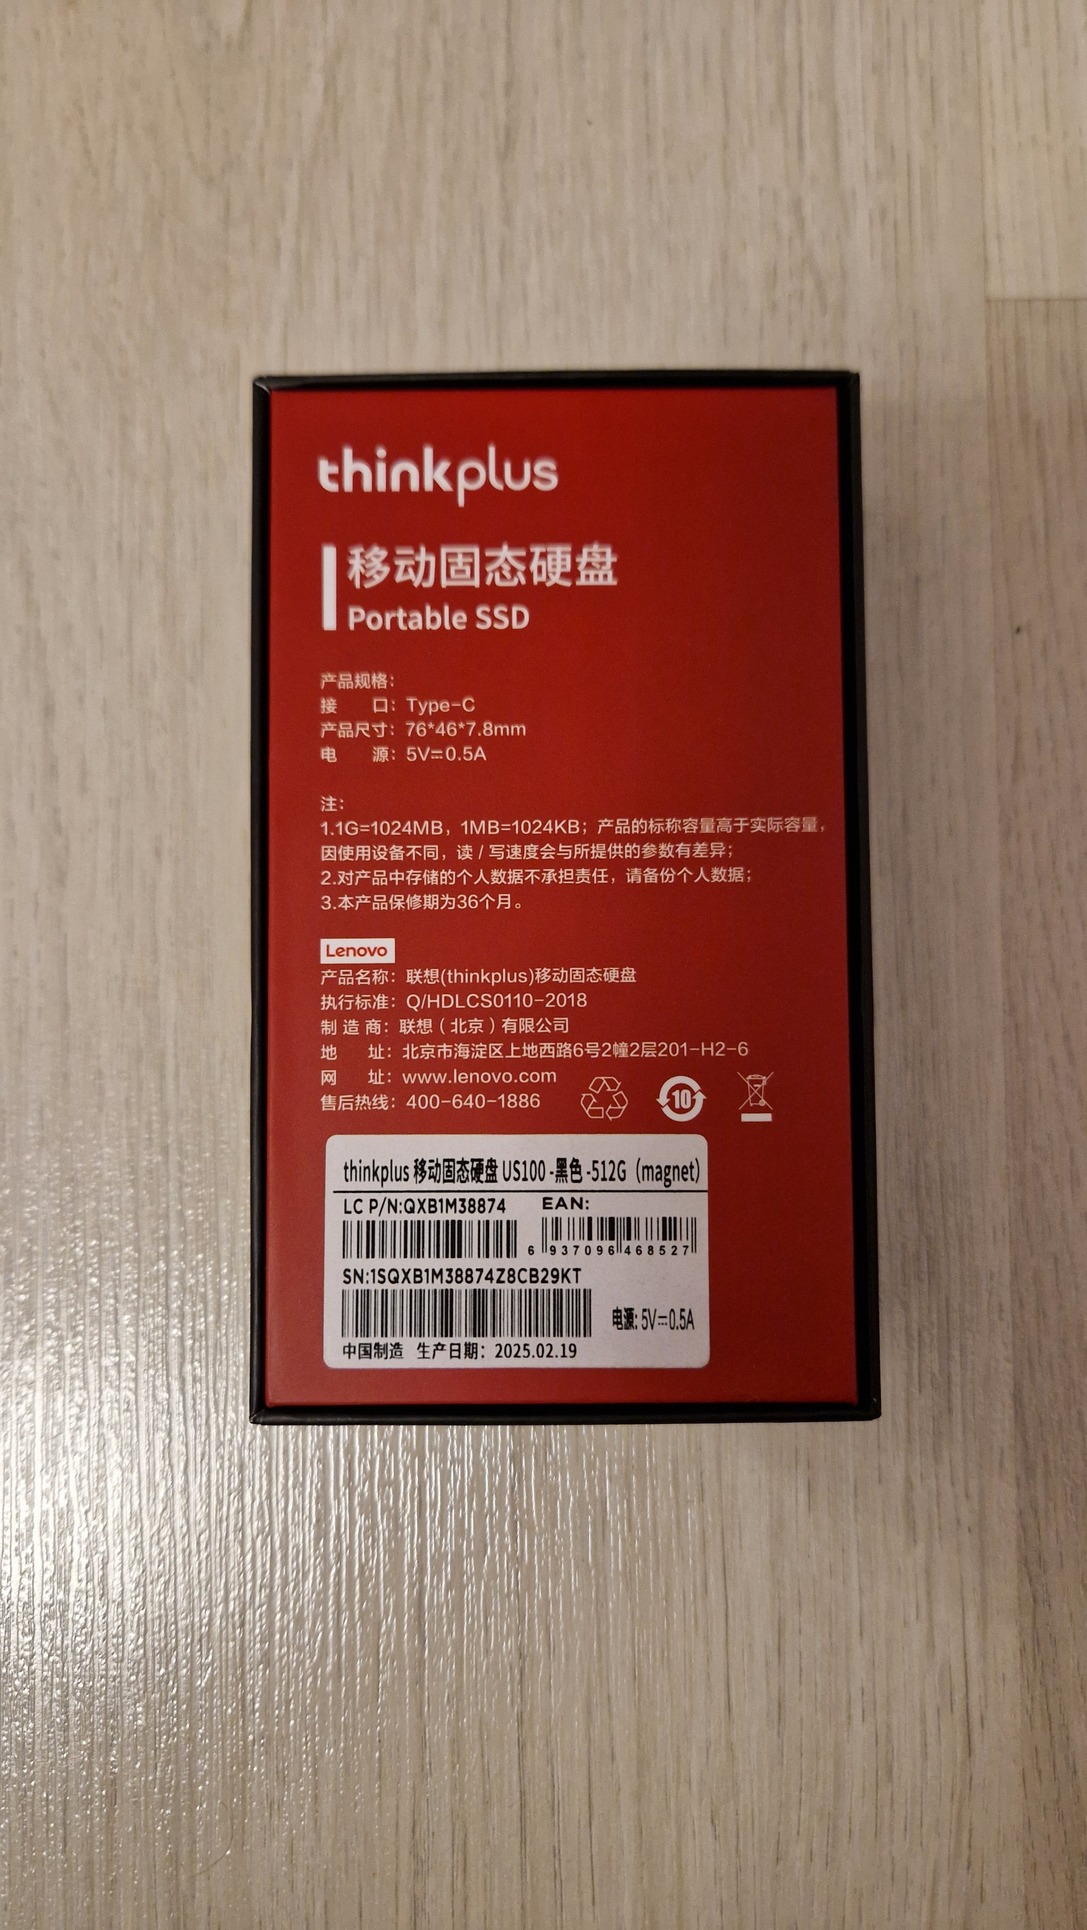 thinkplus
移动固态硬盘
Portable SSD
产品规格：
接 口：Type-C
产品尺寸：76*46*7.8mm
电 源：5V⎓0.5A
注：
1.1G=1024MB，1MB=1024KB；产品的标称容量高于实际容量，
因使用设备不同，读 / 写速度会与所提供的参数有差异；
2.对产品中存储的个人数据不承担责任，请备份个人数据；
3.本产品保修期为36个月。
Lenovo
产品名称：联想(thinkplus)移动固态硬盘
执行标准：Q/HDLCS0110-2018
制 造 商：联想（北京）有限公司
地 址：北京市海淀区上地西路6号2幢2层201-H2-6
网 址：www.lenovo.com
售后热线：400-640-1886
10
thinkplus 移动固态硬盘 US100 -黑色 -512G（magnet）
LC P/N:QXB1M38874 EAN:
6 937096 468527
SN:1SQXB1M38874Z8CB29KT
电源: 5V⎓0.5A
中国制造 生产日期：2025.02.19